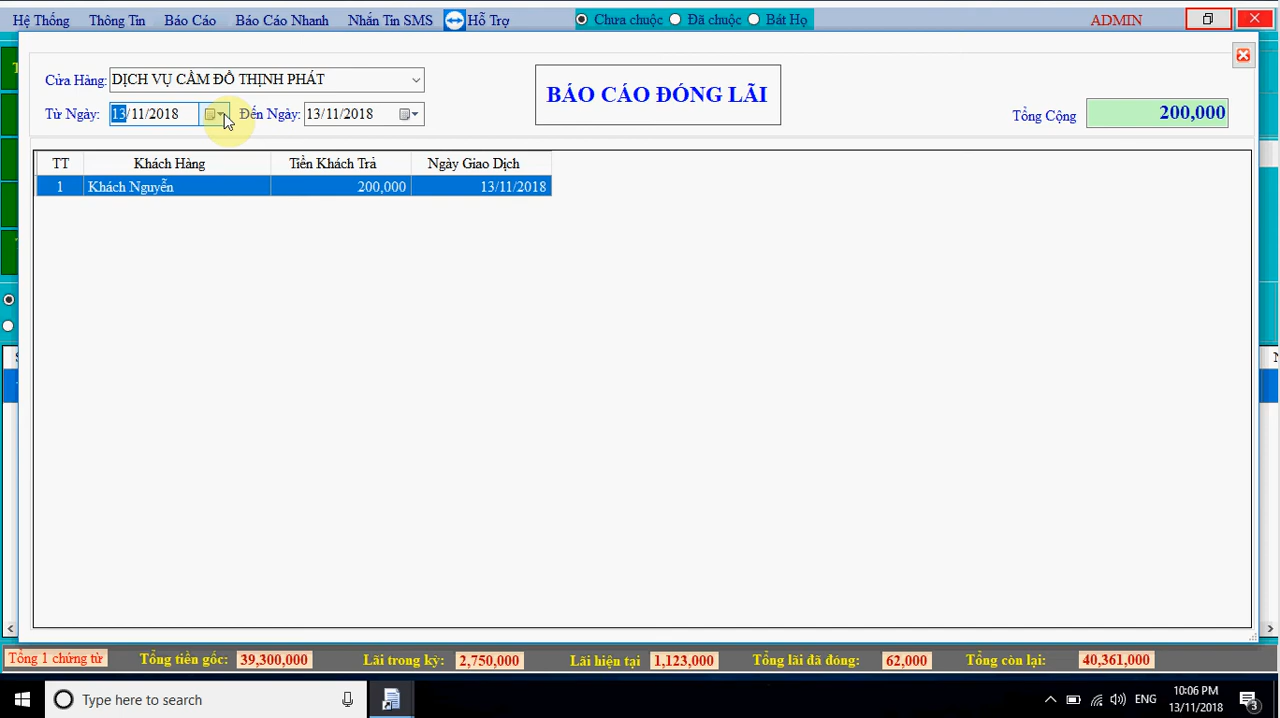 Hệ Thống Thông Tin Báo Cáo Báo Cáo Nhanh Nhắn Tin SMS Hỗ Trợ Chưa chuộc Đã chuộc Bát Họ ADMIN
Cửa Hàng: DỊCH VỤ CẦM ĐỒ THỊNH PHÁT
BÁO CÁO ĐÓNG LÃI
Từ Ngày: 13/11/2018 Đến Ngày: 13/11/2018
Tổng Cộng 200,000
TT Khách Hàng Tiền Khách Trả Ngày Giao Dịch
1 Khách Nguyễn 200,000 13/11/2018
Tổng 1 chứng từ Tổng tiền gốc: 39,300,000 Lãi trong kỳ: 2,750,000 Lãi hiện tại 1,123,000 Tổng lãi đã đóng: 62,000 Tổng còn lại: 40,361,000
Type here to search
ENG
10:06 PM
13/11/2018
3